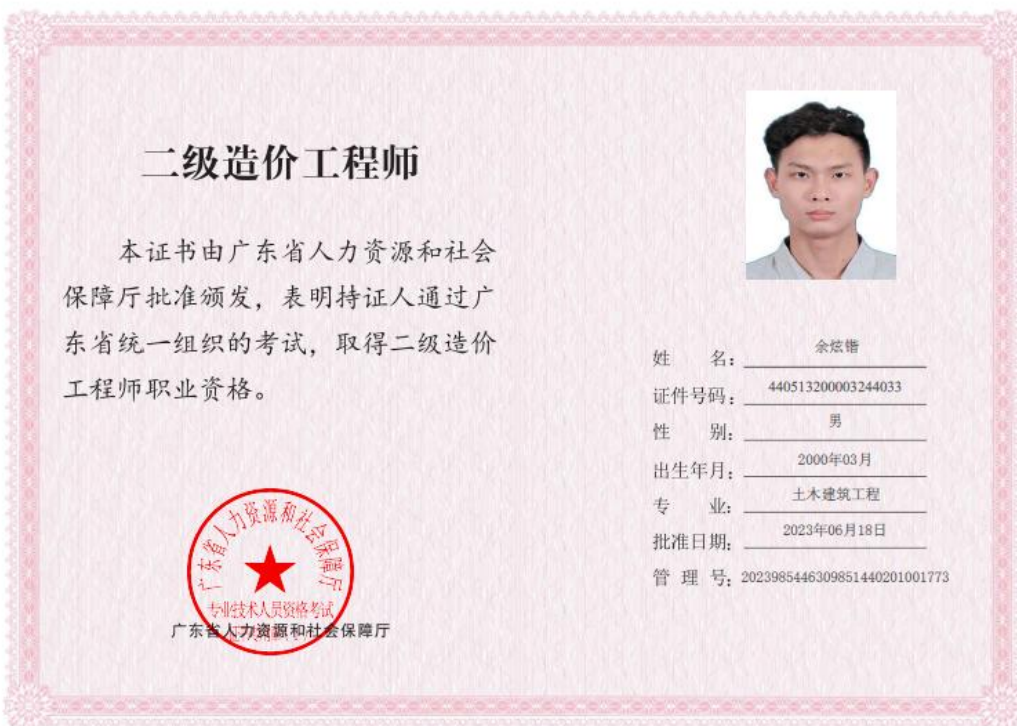 二级造价工程师
本证书由广东省人力资源和社会
保障厅批准颁发，表明持证人通过广
东省统一组织的考试，取得二级造价
工程师职业资格。
广东省人力资源和社会保障厅
专业技术人员资格考试
广东省人力资源和社会保障厅
姓 名：余炫锴
证件号码：440513200003244033
性 别：男
出生年月：2000年03月
专 业：土木建筑工程
批准日期：2023年06月18日
管 理 号：2023985446309851440201001773